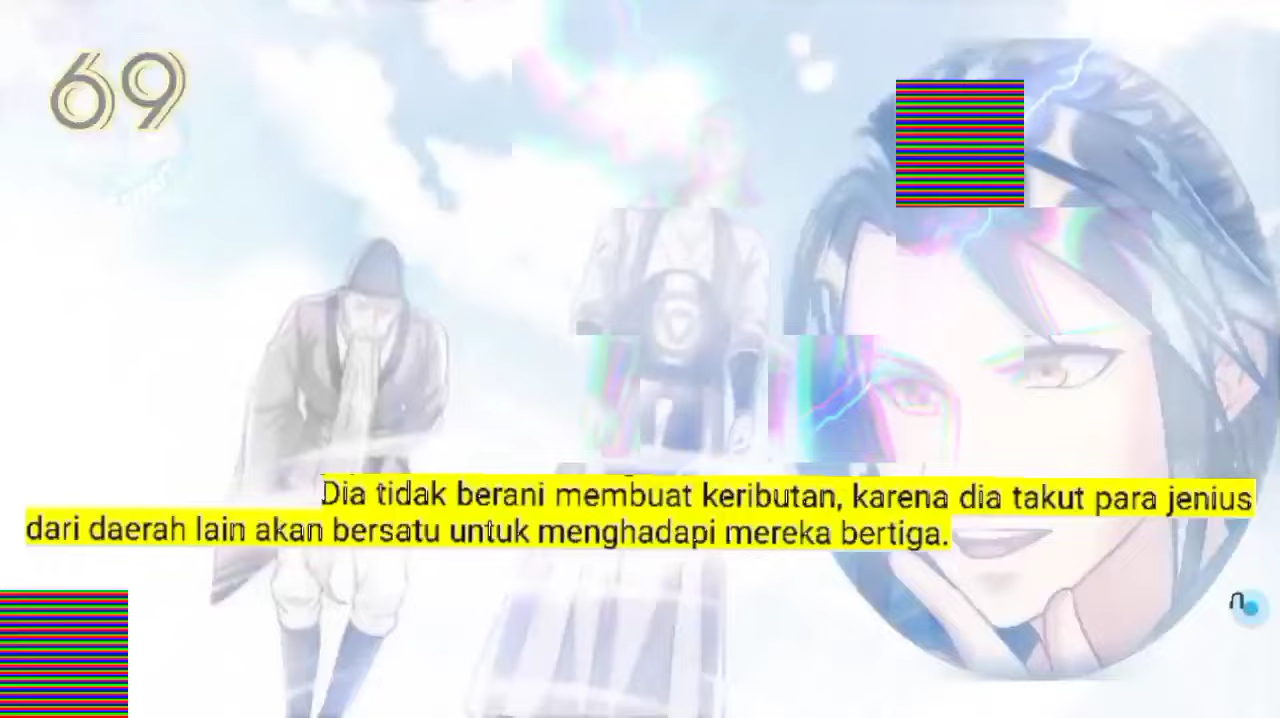 69
Dia tidak berani membuat keributan, karena dia takut para jenius
dari daerah lain akan bersatu untuk menghadapi mereka bertiga.